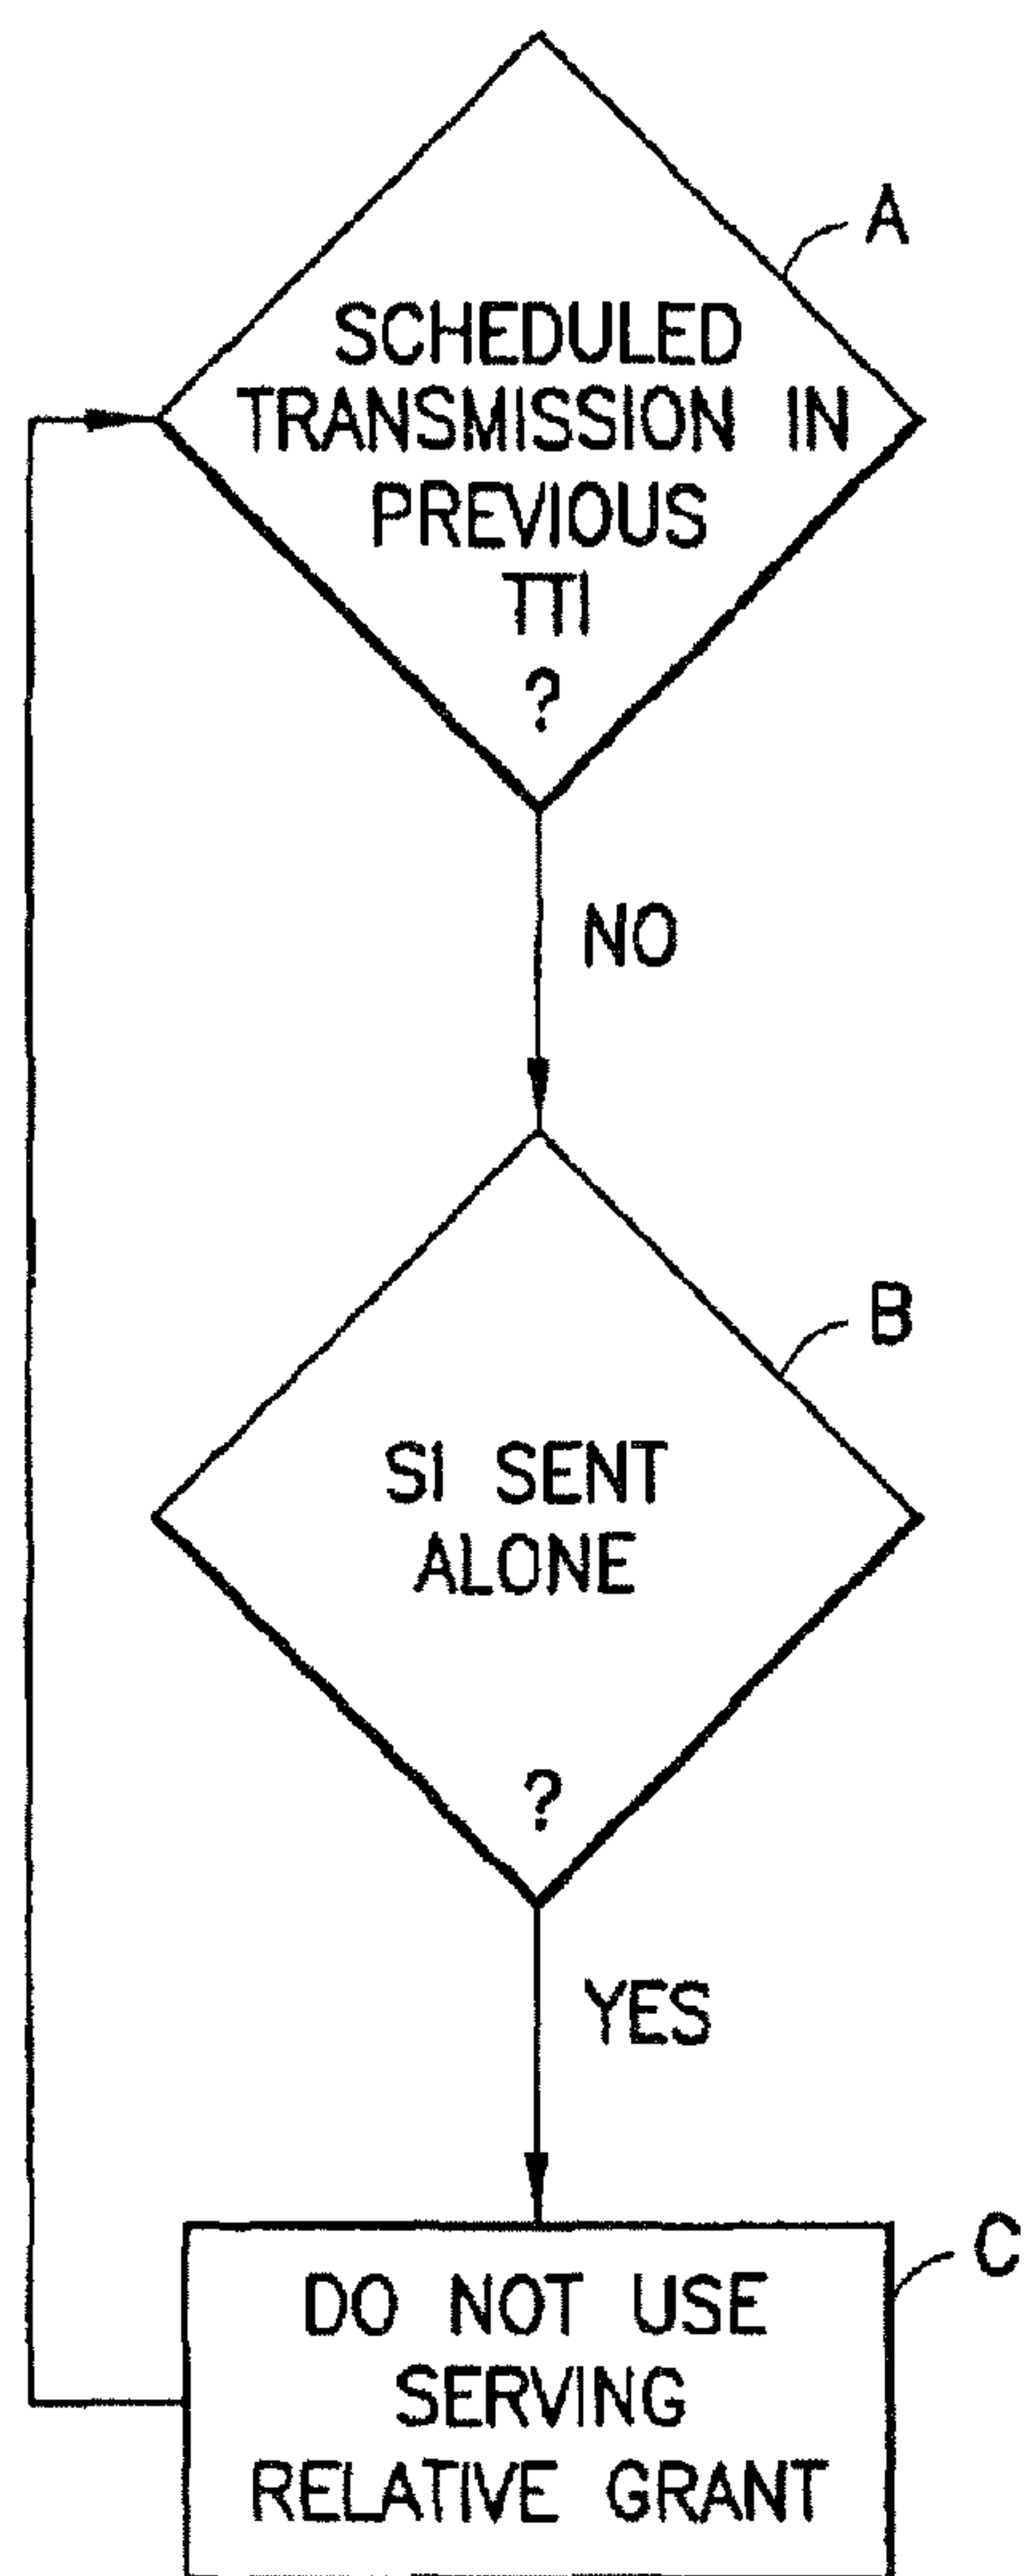 A
SCHEDULED
TRANSMISSION IN
PREVIOUS
TTI
?
NO
B
SI SENT
ALONE
?
YES
C
DO NOT USE
SERVING
RELATIVE GRANT